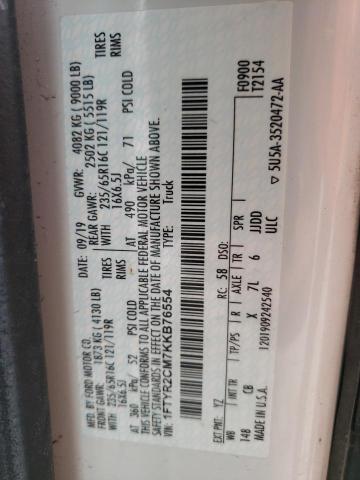 MFD. BY FORD MOTOR CO.
DATE: 09/19 GVWR: 4082 KG (9000 LB)
FRONT GAWR: 1873 KG (4130 LB) REAR GAWR: 2502 KG (5515 LB)
WITH 235/65R16C 121/119R TIRES WITH 235/65R16C 121/119R TIRES
16X6.5J RIMS 16X6.5J RIMS
AT 360 kPa/ 52 PSI COLD AT 490 kPa/ 71 PSI COLD
THIS VEHICLE CONFORMS TO ALL APPLICABLE FEDERAL MOTOR VEHICLE
SAFETY STANDARDS IN EFFECT ON THE DATE OF MANUFACTURE SHOWN ABOVE.
VIN: 1FTYR2CM7KKB76554 TYPE: Truck
F0900
T2154
EXT PNT: YZ RC: 58 DSO:
WB INT TR TP/PS R AXLE TR SPR
148 CB X 7L 6 JJDD
MADE IN U.S.A. ULC
1201909242540 ▽ 5U5A-3520472-AA